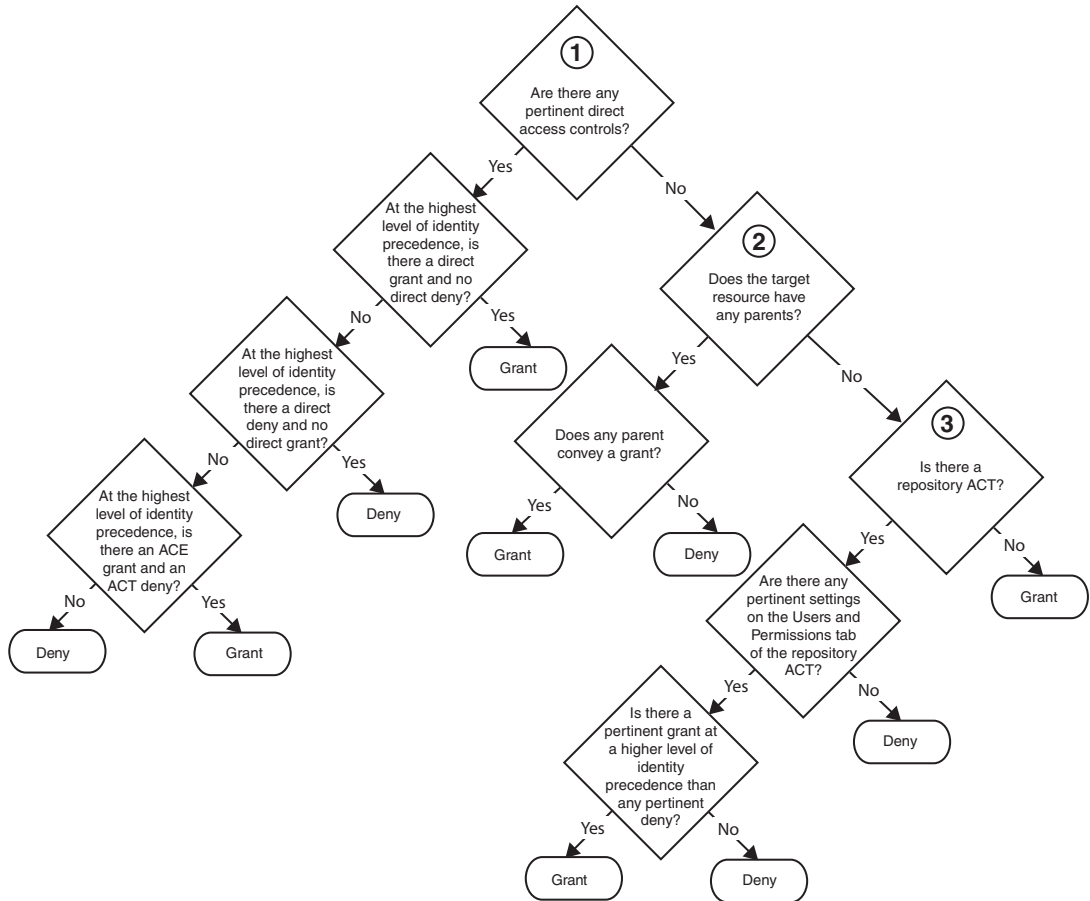 1
Are there any
pertinent direct
access controls?
Yes
No
At the highest
level of identity
precedence, is
there a direct
grant and no
direct deny?
2
Does the target
resource have
any parents?
No
Yes
Grant
Yes
No
At the highest
level of identity
precedence, is
there a direct
deny and no
direct grant?
Does any parent
convey a grant?
3
Is there a
repository ACT?
No
Yes
Deny
Yes
Grant
No
Deny
Yes
No
Grant
At the highest
level of identity
precedence, is
there an ACE
grant and an
ACT deny?
No
Deny
Yes
Grant
Are there any
pertinent settings
on the Users and
Permissions tab
of the repository
ACT?
Yes
No
Deny
Is there a
pertinent grant at
a higher level of
identity
precedence than
any pertinent
deny?
Yes
Grant
No
Deny